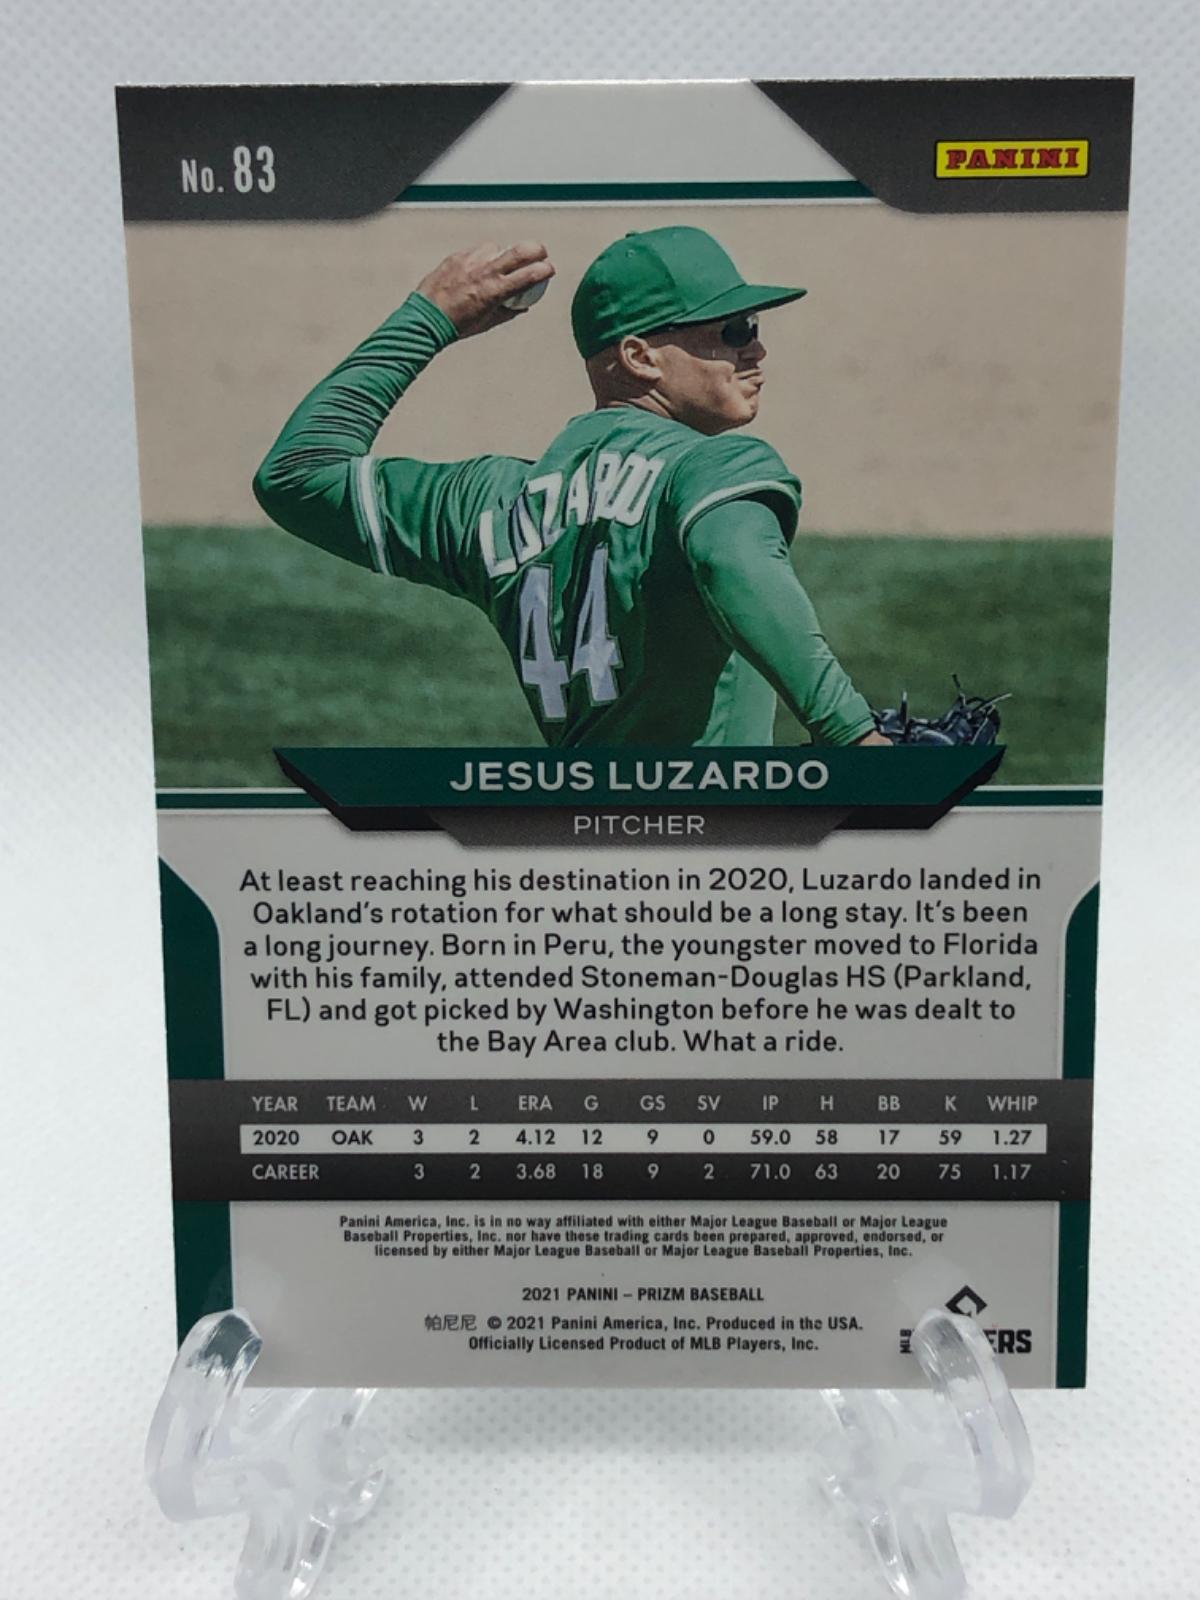 No. 83
PANINI
LUZARDO
44
JESUS LUZARDO
PITCHER
At least reaching his destination in 2020, Luzardo landed in
Oakland's rotation for what should be a long stay. It's been
a long journey. Born in Peru, the youngster moved to Florida
with his family, attended Stoneman-Douglas HS (Parkland,
FL) and got picked by Washington before he was dealt to
the Bay Area club. What a ride.
YEAR TEAM W L ERA G GS SV IP H BB K WHIP
2020 OAK 3 2 4.12 12 9 0 59.0 58 17 59 1.27
CAREER 3 2 3.68 18 9 2 71.0 63 20 75 1.17
Panini America, Inc. is in no way affiliated with either Major League Baseball or Major League
Baseball Properties, Inc. nor have these trading cards been prepared, approved, endorsed, or
licensed by either Major League Baseball or Major League Baseball Properties, Inc.
2021 PANINI – PRIZM BASEBALL
帕尼尼 © 2021 Panini America, Inc. Produced in the USA.
Officially Licensed Product of MLB Players, Inc.
MLB